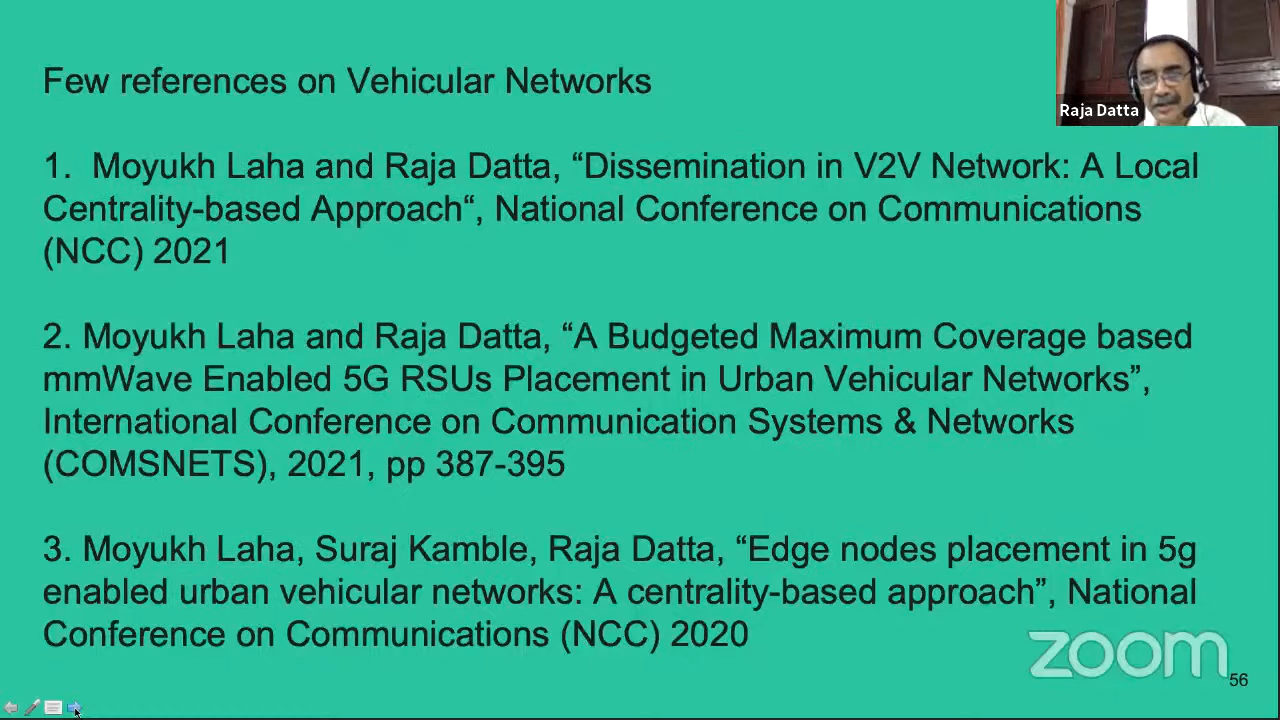 Few references on Vehicular Networks
Raja Datta
1. Moyukh Laha and Raja Datta, “Dissemination in V2V Network: A Local
Centrality-based Approach“, National Conference on Communications
(NCC) 2021
2. Moyukh Laha and Raja Datta, “A Budgeted Maximum Coverage based
mmWave Enabled 5G RSUs Placement in Urban Vehicular Networks”,
International Conference on Communication Systems & Networks
(COMSNETS), 2021, pp 387-395
3. Moyukh Laha, Suraj Kamble, Raja Datta, “Edge nodes placement in 5g
enabled urban vehicular networks: A centrality-based approach”, National
Conference on Communications (NCC) 2020
zoom
56